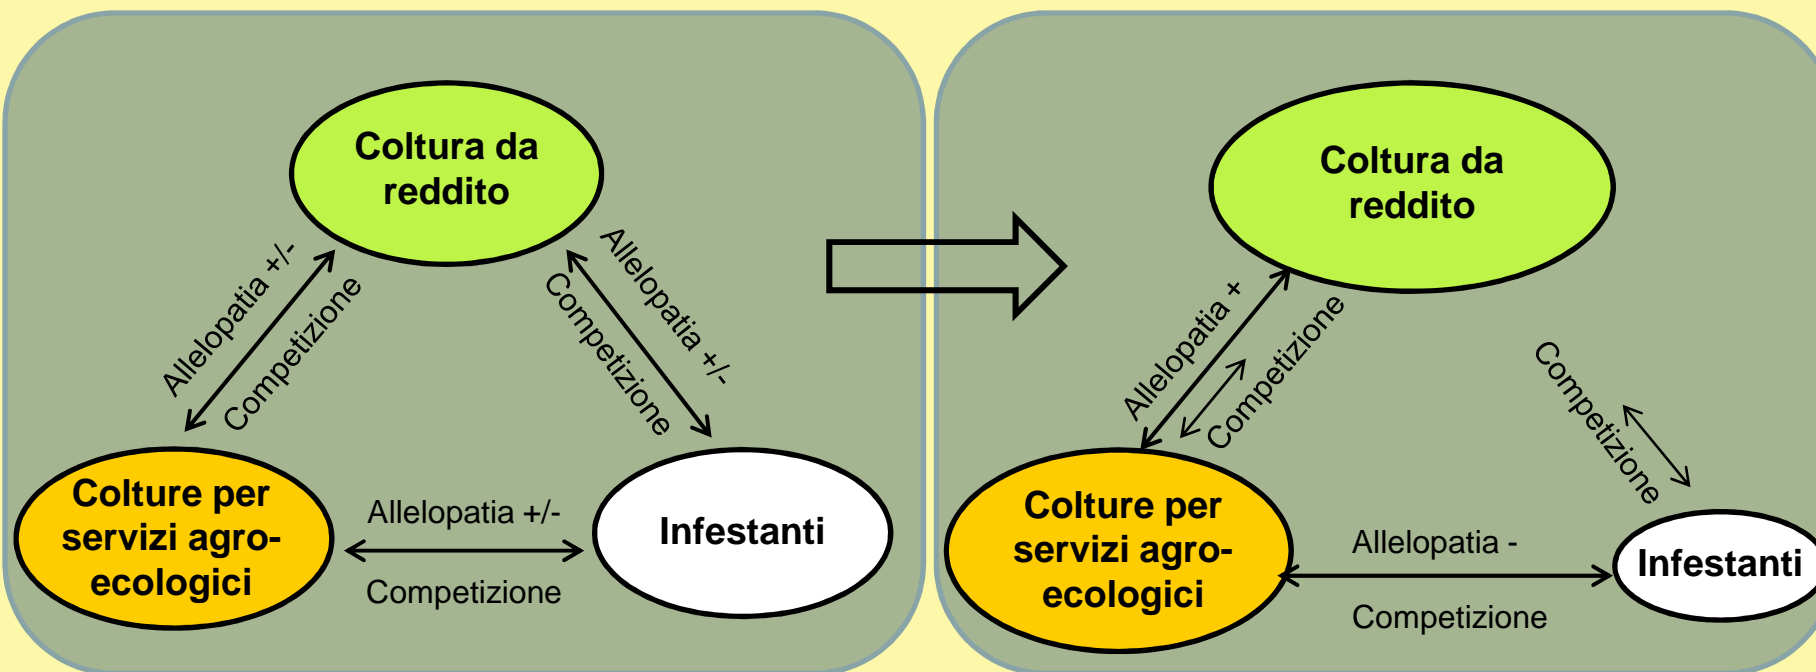 Coltura da
reddito
Allelopatia +/-
Competizione
Allelopatia +/-
Competizione
Colture per
servizi agro-
ecologici
Allelopatia +/-
Competizione
Infestanti
Coltura da
reddito
Allelopatia +
Competizione
Competizione
Colture per
servizi agro-
ecologici
Allelopatia -
Competizione
Infestanti